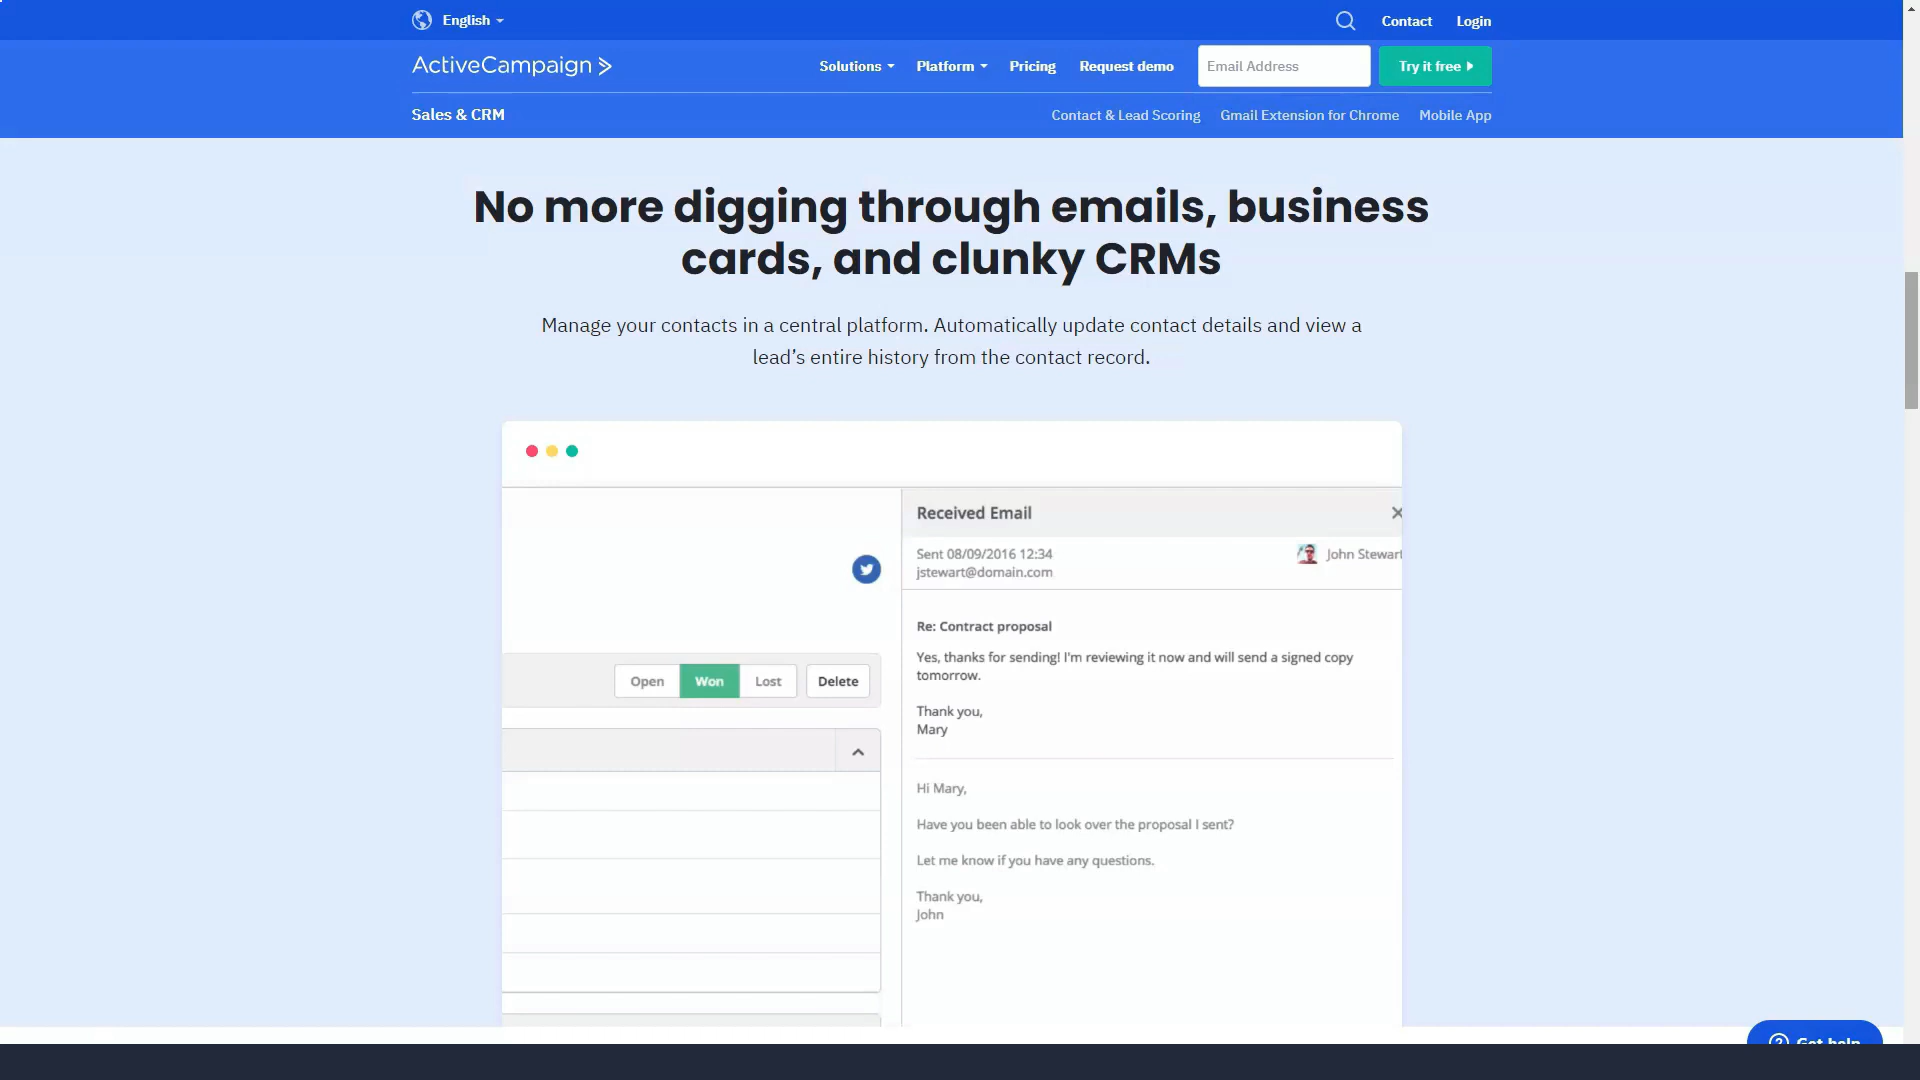 English
Contact
Login
ActiveCampaign >
Solutions
Platform
Pricing
Request demo
Email Address
Try it free
Sales & CRM
Contact & Lead Scoring
Gmail Extension for Chrome
Mobile App
No more digging through emails, business
cards, and clunky CRMs
Manage your contacts in a central platform. Automatically update contact details and view a
lead’s entire history from the contact record.
Received Email
Sent 08/09/2016 12:34
John Stewart
jstewart@domain.com
Re: Contract proposal
Yes, thanks for sending! I'm reviewing it now and will send a signed copy
tomorrow.
Thank you,
Mary
Open
Won
Lost
Delete
Hi Mary,
Have you been able to look over the proposal I sent?
Let me know if you have any questions.
Thank you,
John
Get help